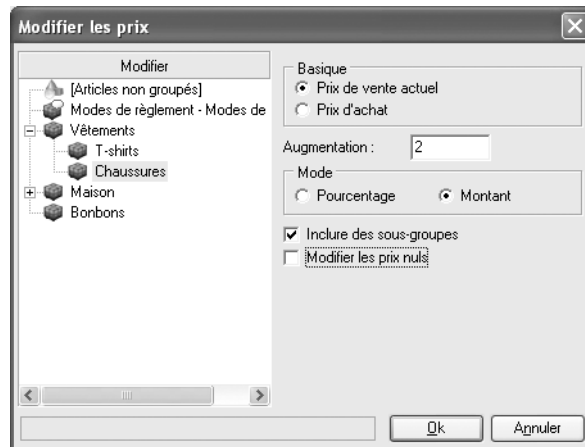 Modifier les prix
Modifier
[Articles non groupés]
Modes de règlement - Modes de
Vêtements
T-shirts
Chaussures
Maison
Bonbons
Basique
Prix de vente actuel
Prix d'achat
Augmentation : 2
Mode
Pourcentage Montant
Inclure des sous-groupes
Modifier les prix nuls
Ok Annuler